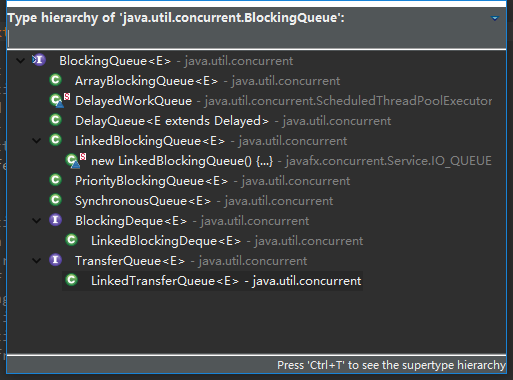 Type hierarchy of 'java.util.concurrent.BlockingQueue':
BlockingQueue<E> - java.util.concurrent
ArrayBlockingQueue<E> - java.util.concurrent
DelayedWorkQueue - java.util.concurrent.ScheduledThreadPoolExecutor
DelayQueue<E extends Delayed> - java.util.concurrent
LinkedBlockingQueue<E> - java.util.concurrent
new LinkedBlockingQueue() {...} - javafx.concurrent.Service.IO_QUEUE
PriorityBlockingQueue<E> - java.util.concurrent
SynchronousQueue<E> - java.util.concurrent
BlockingDeque<E> - java.util.concurrent
LinkedBlockingDeque<E> - java.util.concurrent
TransferQueue<E> - java.util.concurrent
LinkedTransferQueue<E> - java.util.concurrent
Press 'Ctrl+T' to see the supertype hierarchy